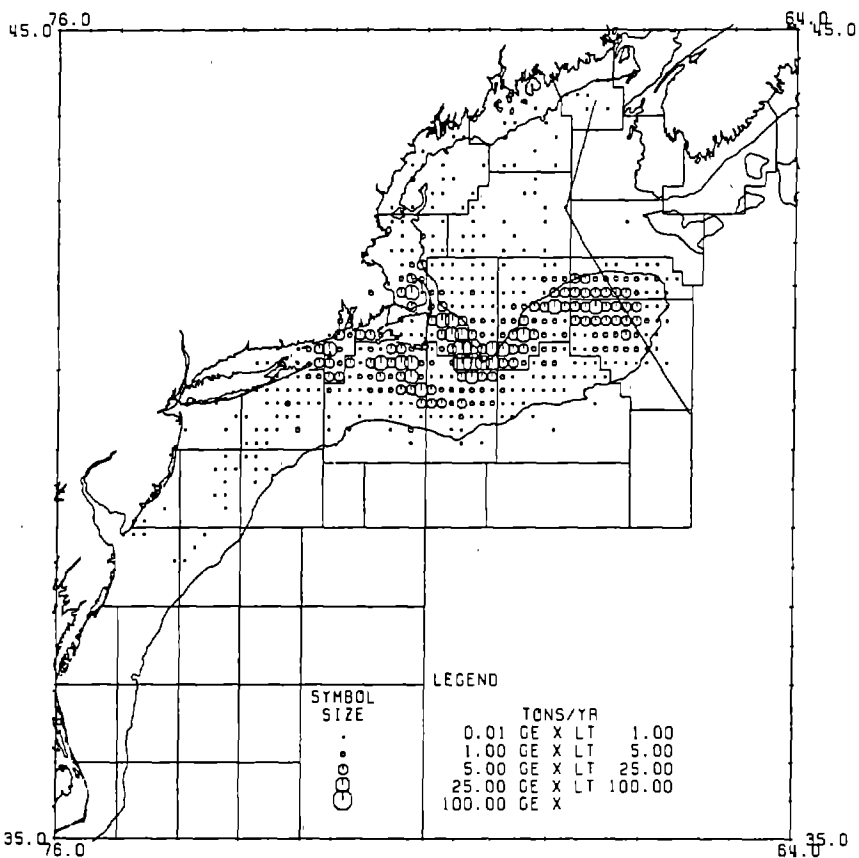 76.0 64.0
45.0 45.0
LEGEND
SYMBOL
SIZE
TONS/YR
0.01 GE X LT 1.00
1.00 GE X LT 5.00
5.00 GE X LT 25.00
25.00 GE X LT 100.00
100.00 GE X
35.0 35.0
76.0 64.0